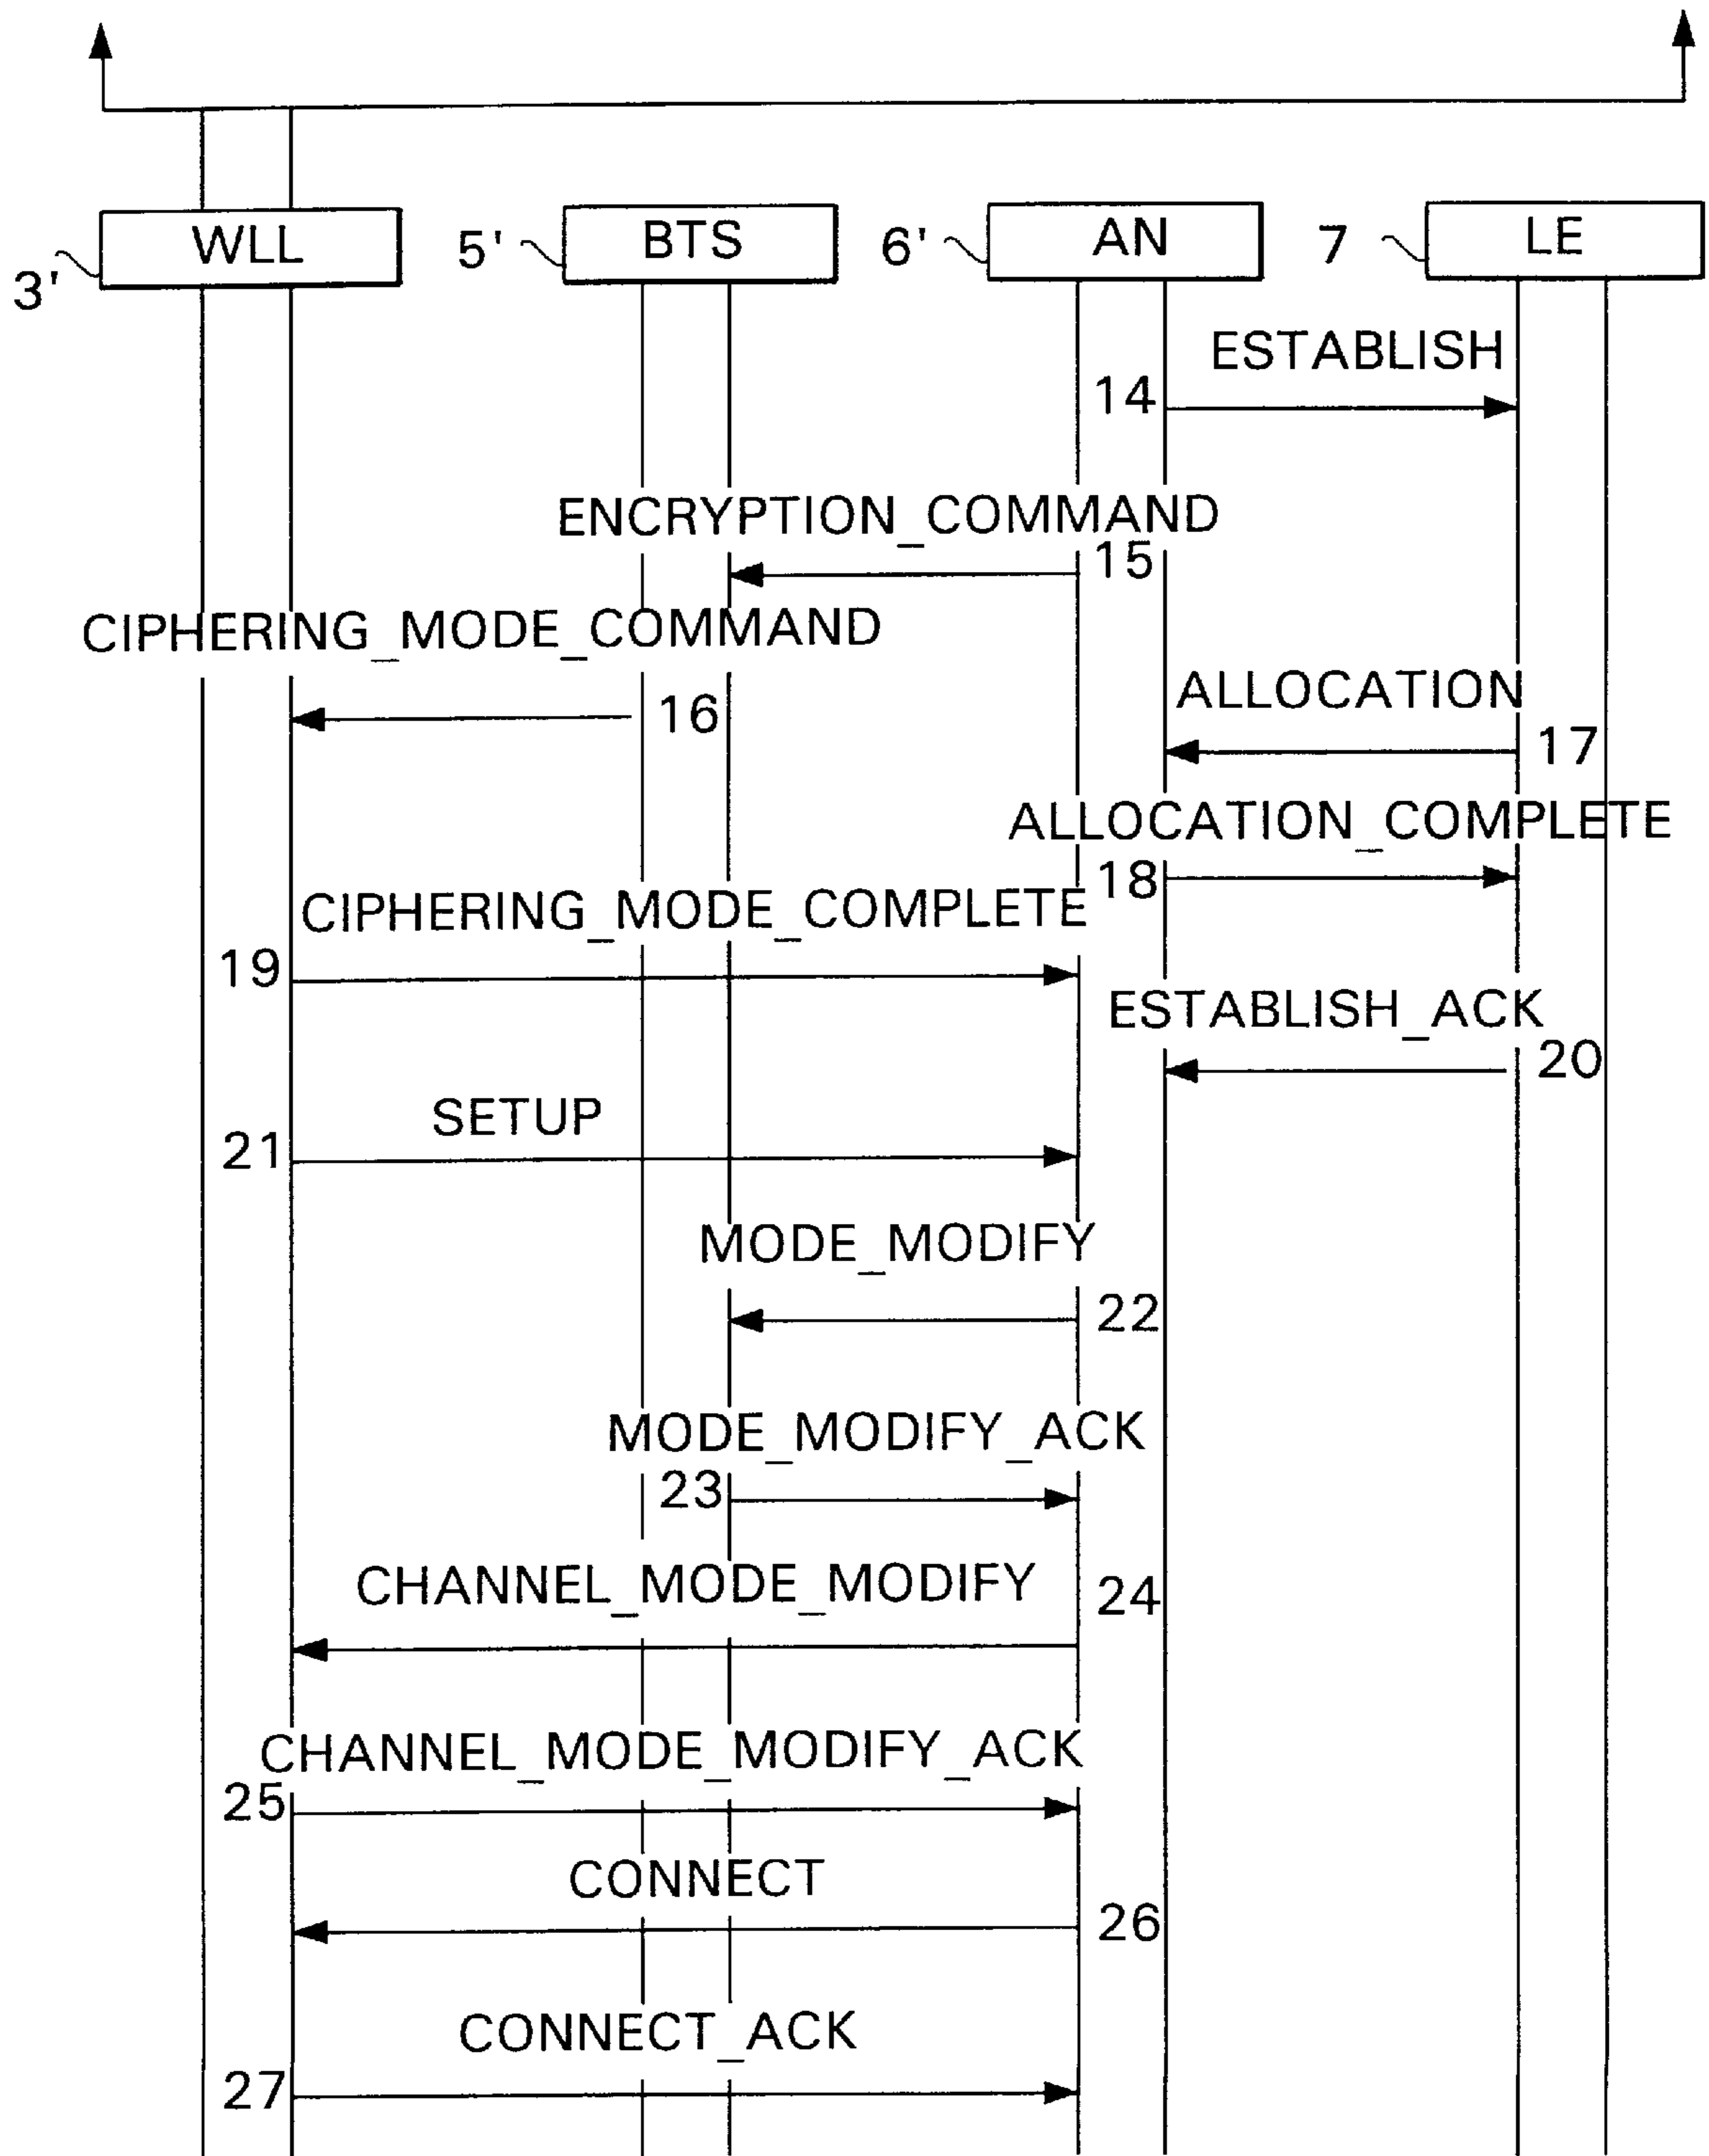 WLL
BTS
AN
LE
3'
5'
6'
7
ESTABLISH
14
ENCRYPTION_COMMAND
15
CIPHERING_MODE_COMMAND
16
ALLOCATION
17
ALLOCATION_COMPLETE
18
CIPHERING_MODE_COMPLETE
19
ESTABLISH_ACK
20
SETUP
21
MODE_MODIFY
22
MODE_MODIFY_ACK
23
CHANNEL_MODE_MODIFY
24
CHANNEL_MODE_MODIFY_ACK
25
CONNECT
26
CONNECT_ACK
27